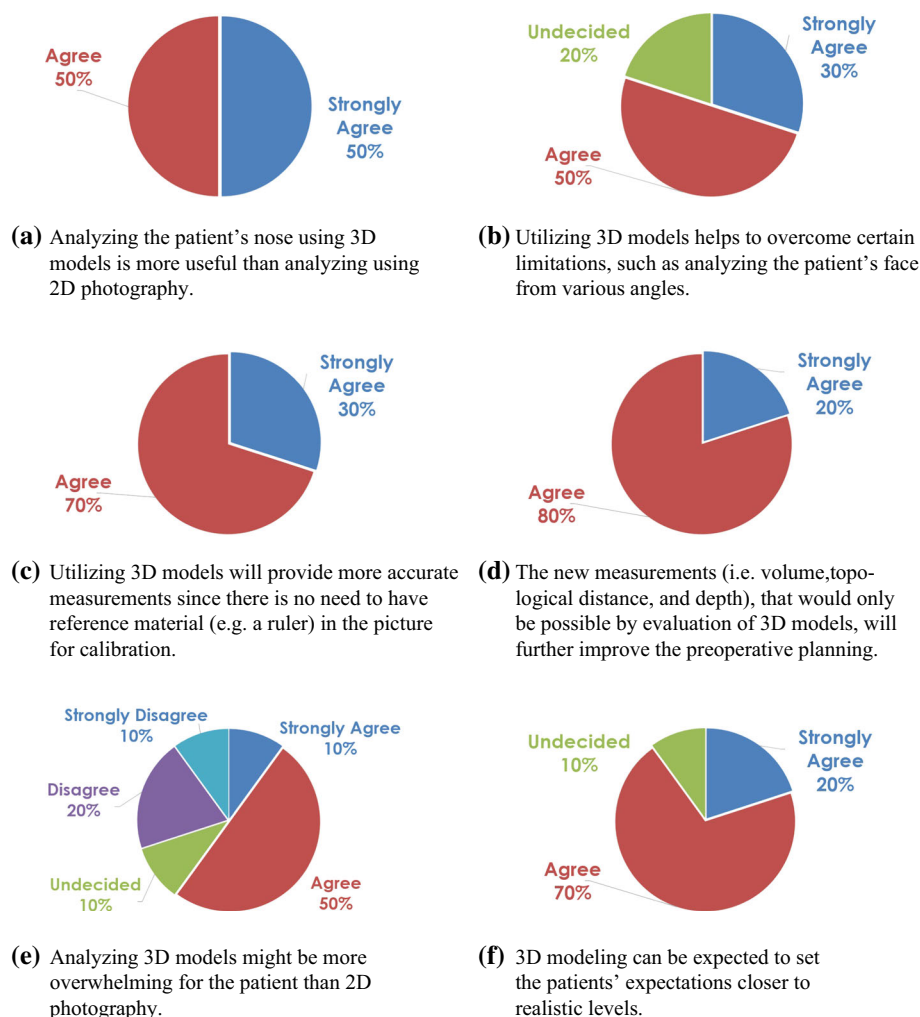 Agree
50%
Strongly
Agree
50%
(a) Analyzing the patient's nose using 3D
models is more useful than analyzing using
2D photography.
Undecided
20%
Strongly
Agree
30%
Agree
50%
(b) Utilizing 3D models helps to overcome certain
limitations, such as analyzing the patient's face
from various angles.
Strongly
Agree
30%
Agree
70%
(c) Utilizing 3D models will provide more accurate
measurements since there is no need to have
reference material (e.g. a ruler) in the picture
for calibration.
Strongly
Agree
20%
Agree
80%
(d) The new measurements (i.e. volume,topo-
logical distance, and depth), that would only
be possible by evaluation of 3D models, will
further improve the preoperative planning.
Strongly Disagree
10%
Strongly Agree
10%
Disagree
20%
Undecided
10%
Agree
50%
(e) Analyzing 3D models might be more
overwhelming for the patient than 2D
photography.
Undecided
10%
Strongly
Agree
20%
Agree
70%
(f) 3D modeling can be expected to set
the patients' expectations closer to
realistic levels.